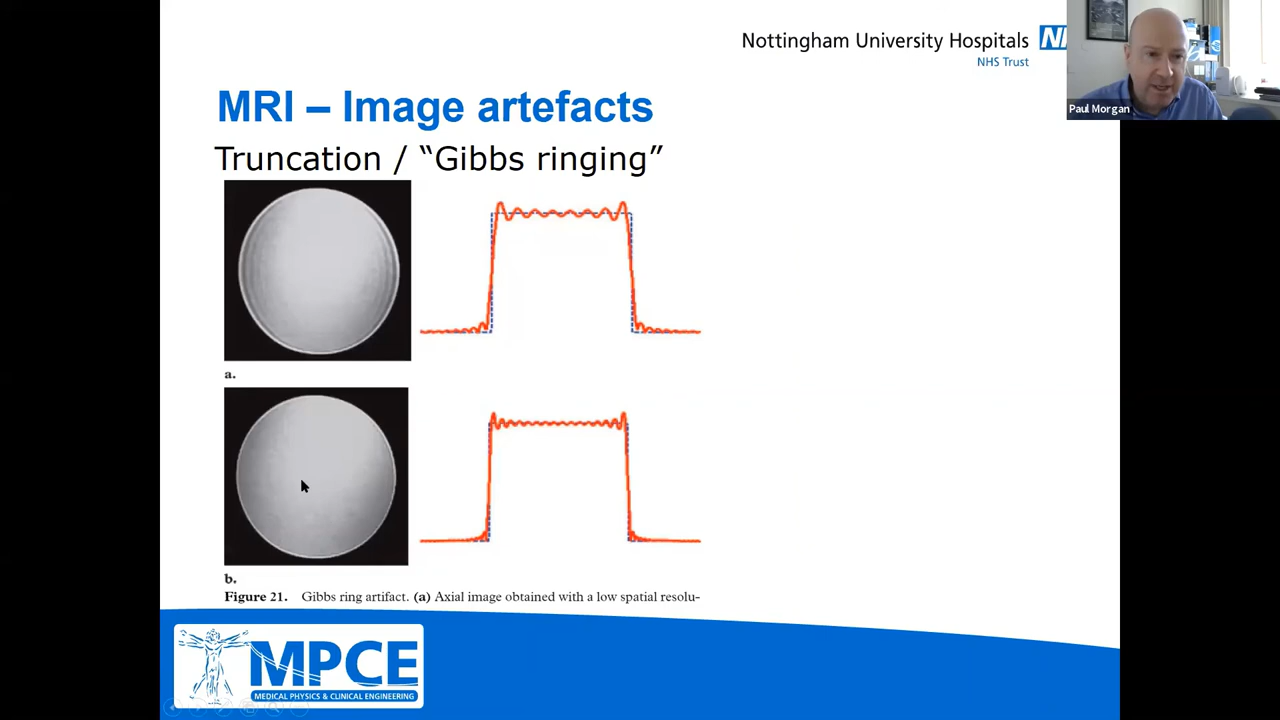 Nottingham University Hospitals
NHS Trust
Paul Morgan
MRI – Image artefacts
Truncation / “Gibbs ringing”
a.
b.
Figure 21. Gibbs ring artifact. (a) Axial image obtained with a low spatial resolu-
MPCE
MEDICAL PHYSICS & CLINICAL ENGINEERING